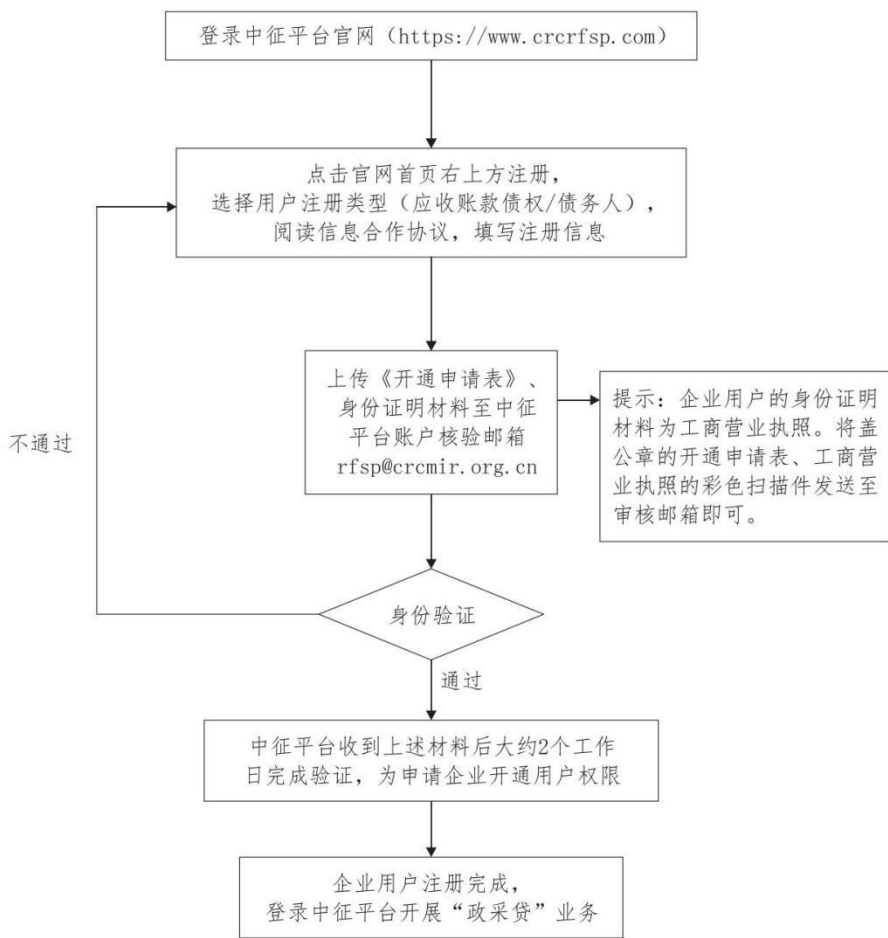 登录中征平台官网（https://www.crcrfsp.com）
点击官网首页右上方注册，
选择用户注册类型（应收账款债权/债务人），
阅读信息合作协议，填写注册信息
上传《开通申请表》、
身份证明材料至中征
平台账户核验邮箱
rfsp@crcmir.org.cn
提示：企业用户的身份证明
材料为工商营业执照。将盖
公章的开通申请表、工商营
业执照的彩色扫描件发送至
审核邮箱即可。
不通过
身份验证
通过
中征平台收到上述材料后大约2个工作
日完成验证，为申请企业开通用户权限
企业用户注册完成，
登录中征平台开展“政采贷”业务